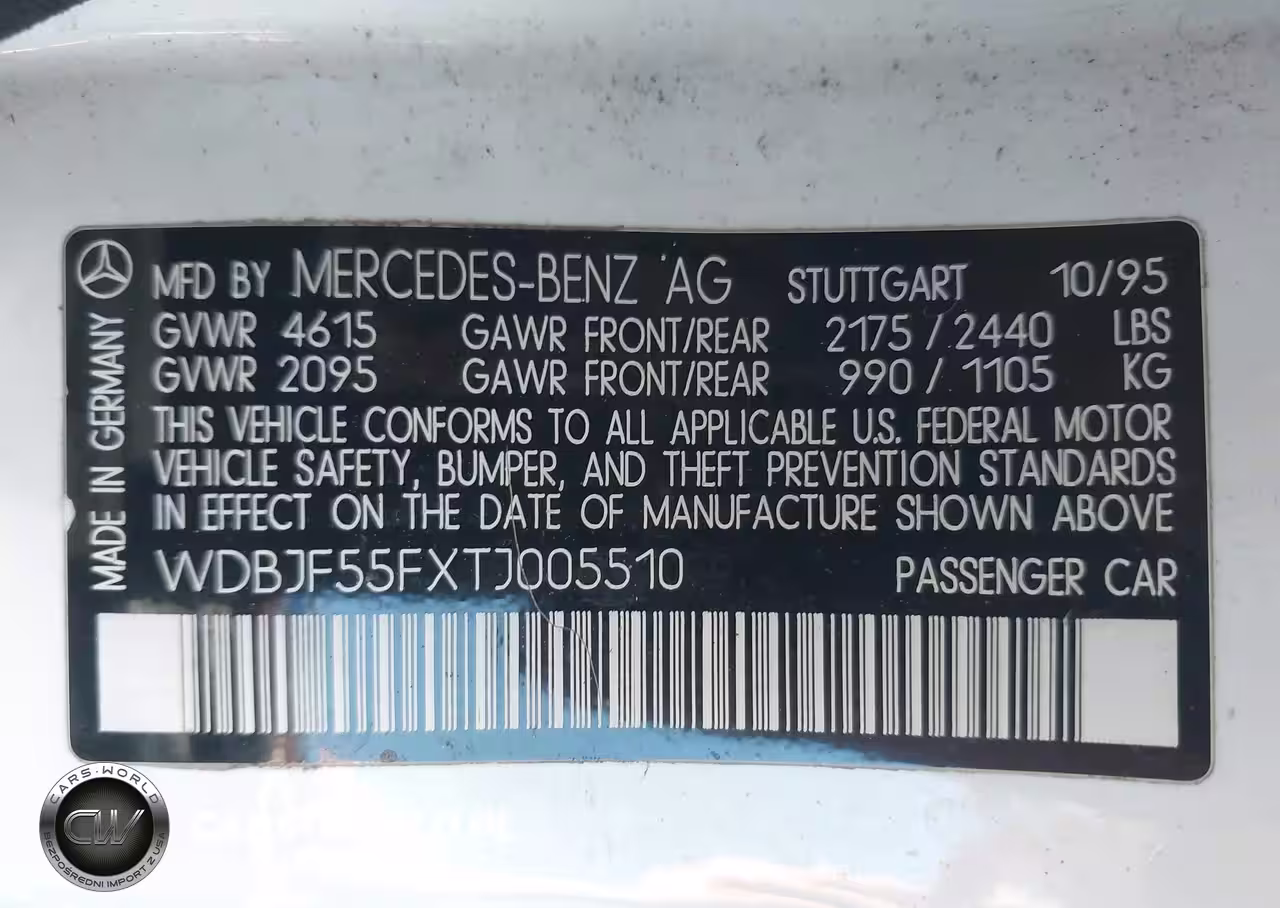 MFD BY MERCEDES-BENZ AG STUTTGART 10/95
GVWR 4615 GAWR FRONT/REAR 2175 / 2440 LBS
GVWR 2095 GAWR FRONT/REAR 990 / 1105 KG
THIS VEHICLE CONFORMS TO ALL APPLICABLE U.S. FEDERAL MOTOR
VEHICLE SAFETY, BUMPER, AND THEFT PREVENTION STANDARDS
IN EFFECT ON THE DATE OF MANUFACTURE SHOWN ABOVE
WDBJF55FXTJ005510 PASSENGER CAR
MADE IN GERMANY
CARS·WORLD
CW
BEZPOŚREDNI IMPORT Z USA